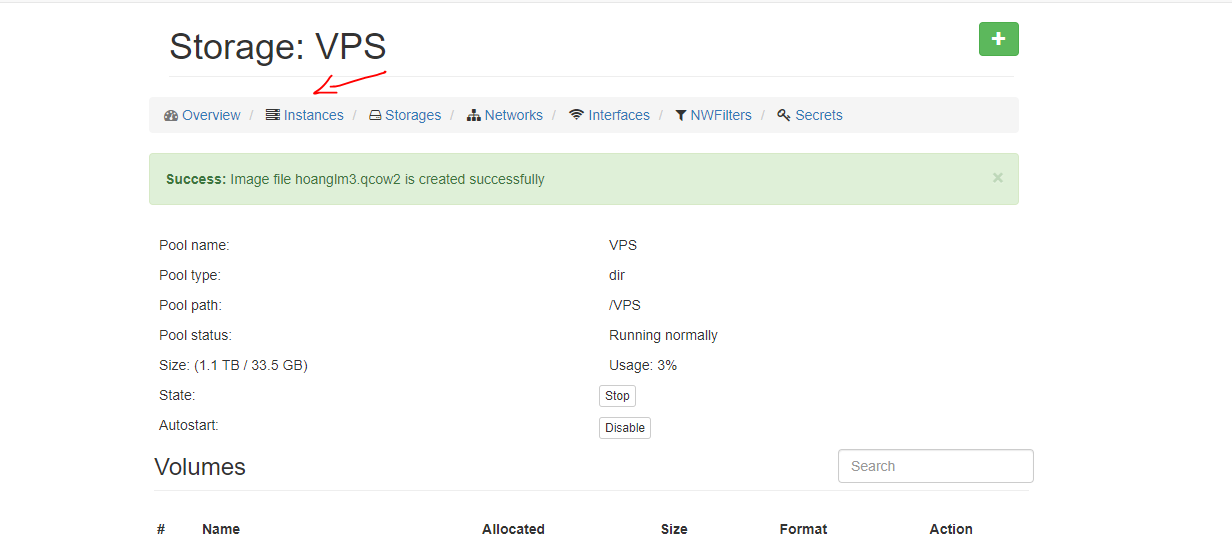 Storage: VPS
+
Overview / Instances / Storages / Networks / Interfaces / NWFilters / Secrets
Success: Image file hoanglm3.qcow2 is created successfully ×
Pool name: VPS
Pool type: dir
Pool path: /VPS
Pool status: Running normally
Size: (1.1 TB / 33.5 GB) Usage: 3%
State: Stop
Autostart: Disable
Volumes Search
# Name Allocated Size Format Action